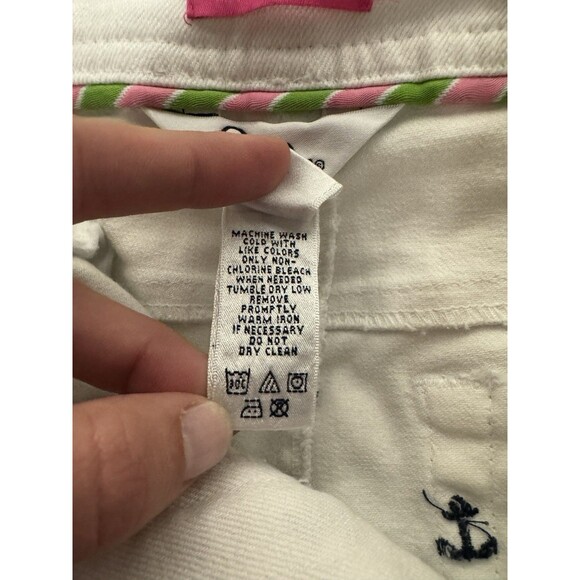 MACHINE WASH
COLD WITH
LIKE COLORS
ONLY NON-
CHLORINE BLEACH
WHEN NEEDED
TUMBLE DRY LOW
REMOVE
PROMPTLY
WARM IRON
IF NECESSARY
DO NOT
DRY CLEAN
30C